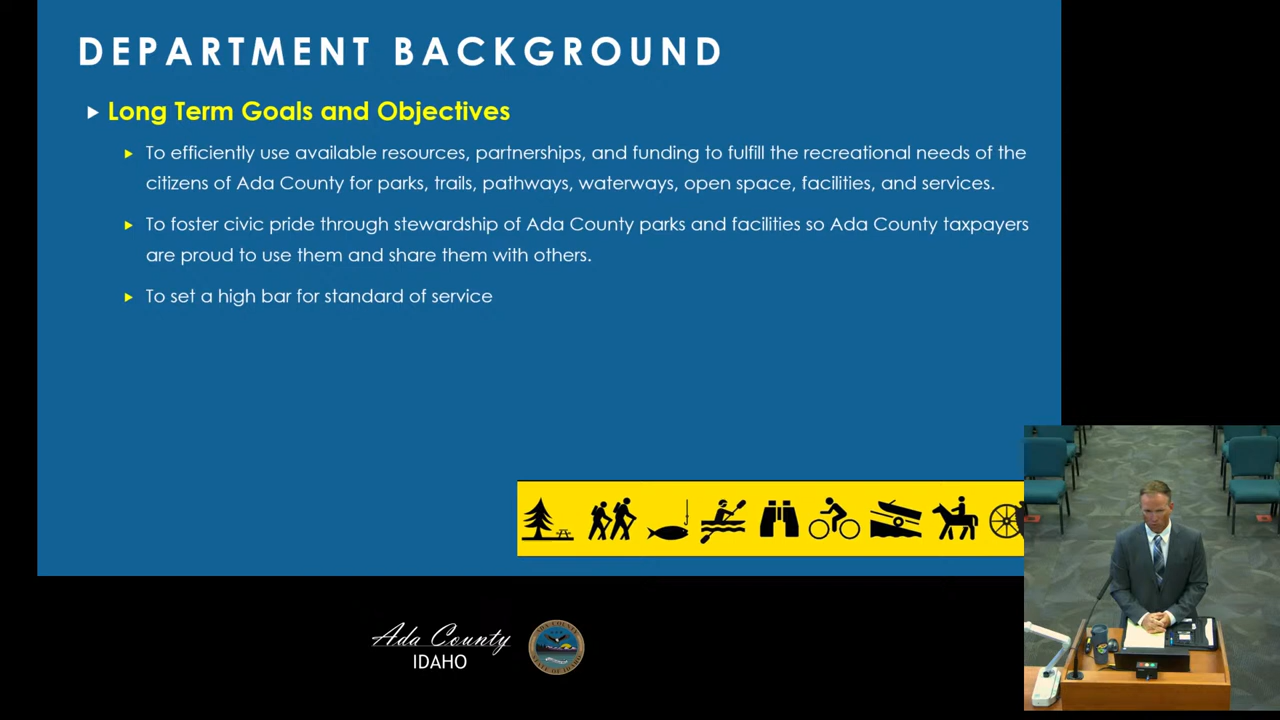 DEPARTMENT BACKGROUND
Long Term Goals and Objectives
To efficiently use available resources, partnerships, and funding to fulfill the recreational needs of the
citizens of Ada County for parks, trails, pathways, waterways, open space, facilities, and services.
To foster civic pride through stewardship of Ada County parks and facilities so Ada County taxpayers
are proud to use them and share them with others.
To set a high bar for standard of service
Ada County
IDAHO